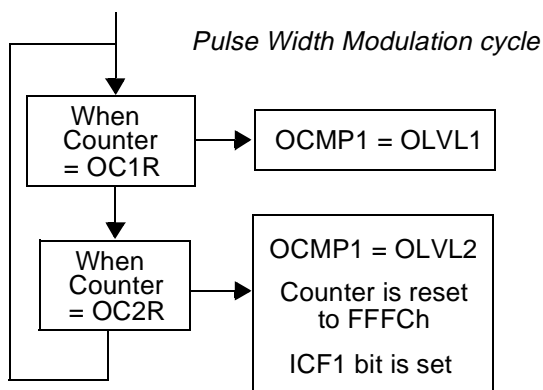 Pulse Width Modulation cycle
When
Counter
= OC1R
OCMP1 = OLVL1
When
Counter
= OC2R
OCMP1 = OLVL2
Counter is reset
to FFFCh
ICF1 bit is set